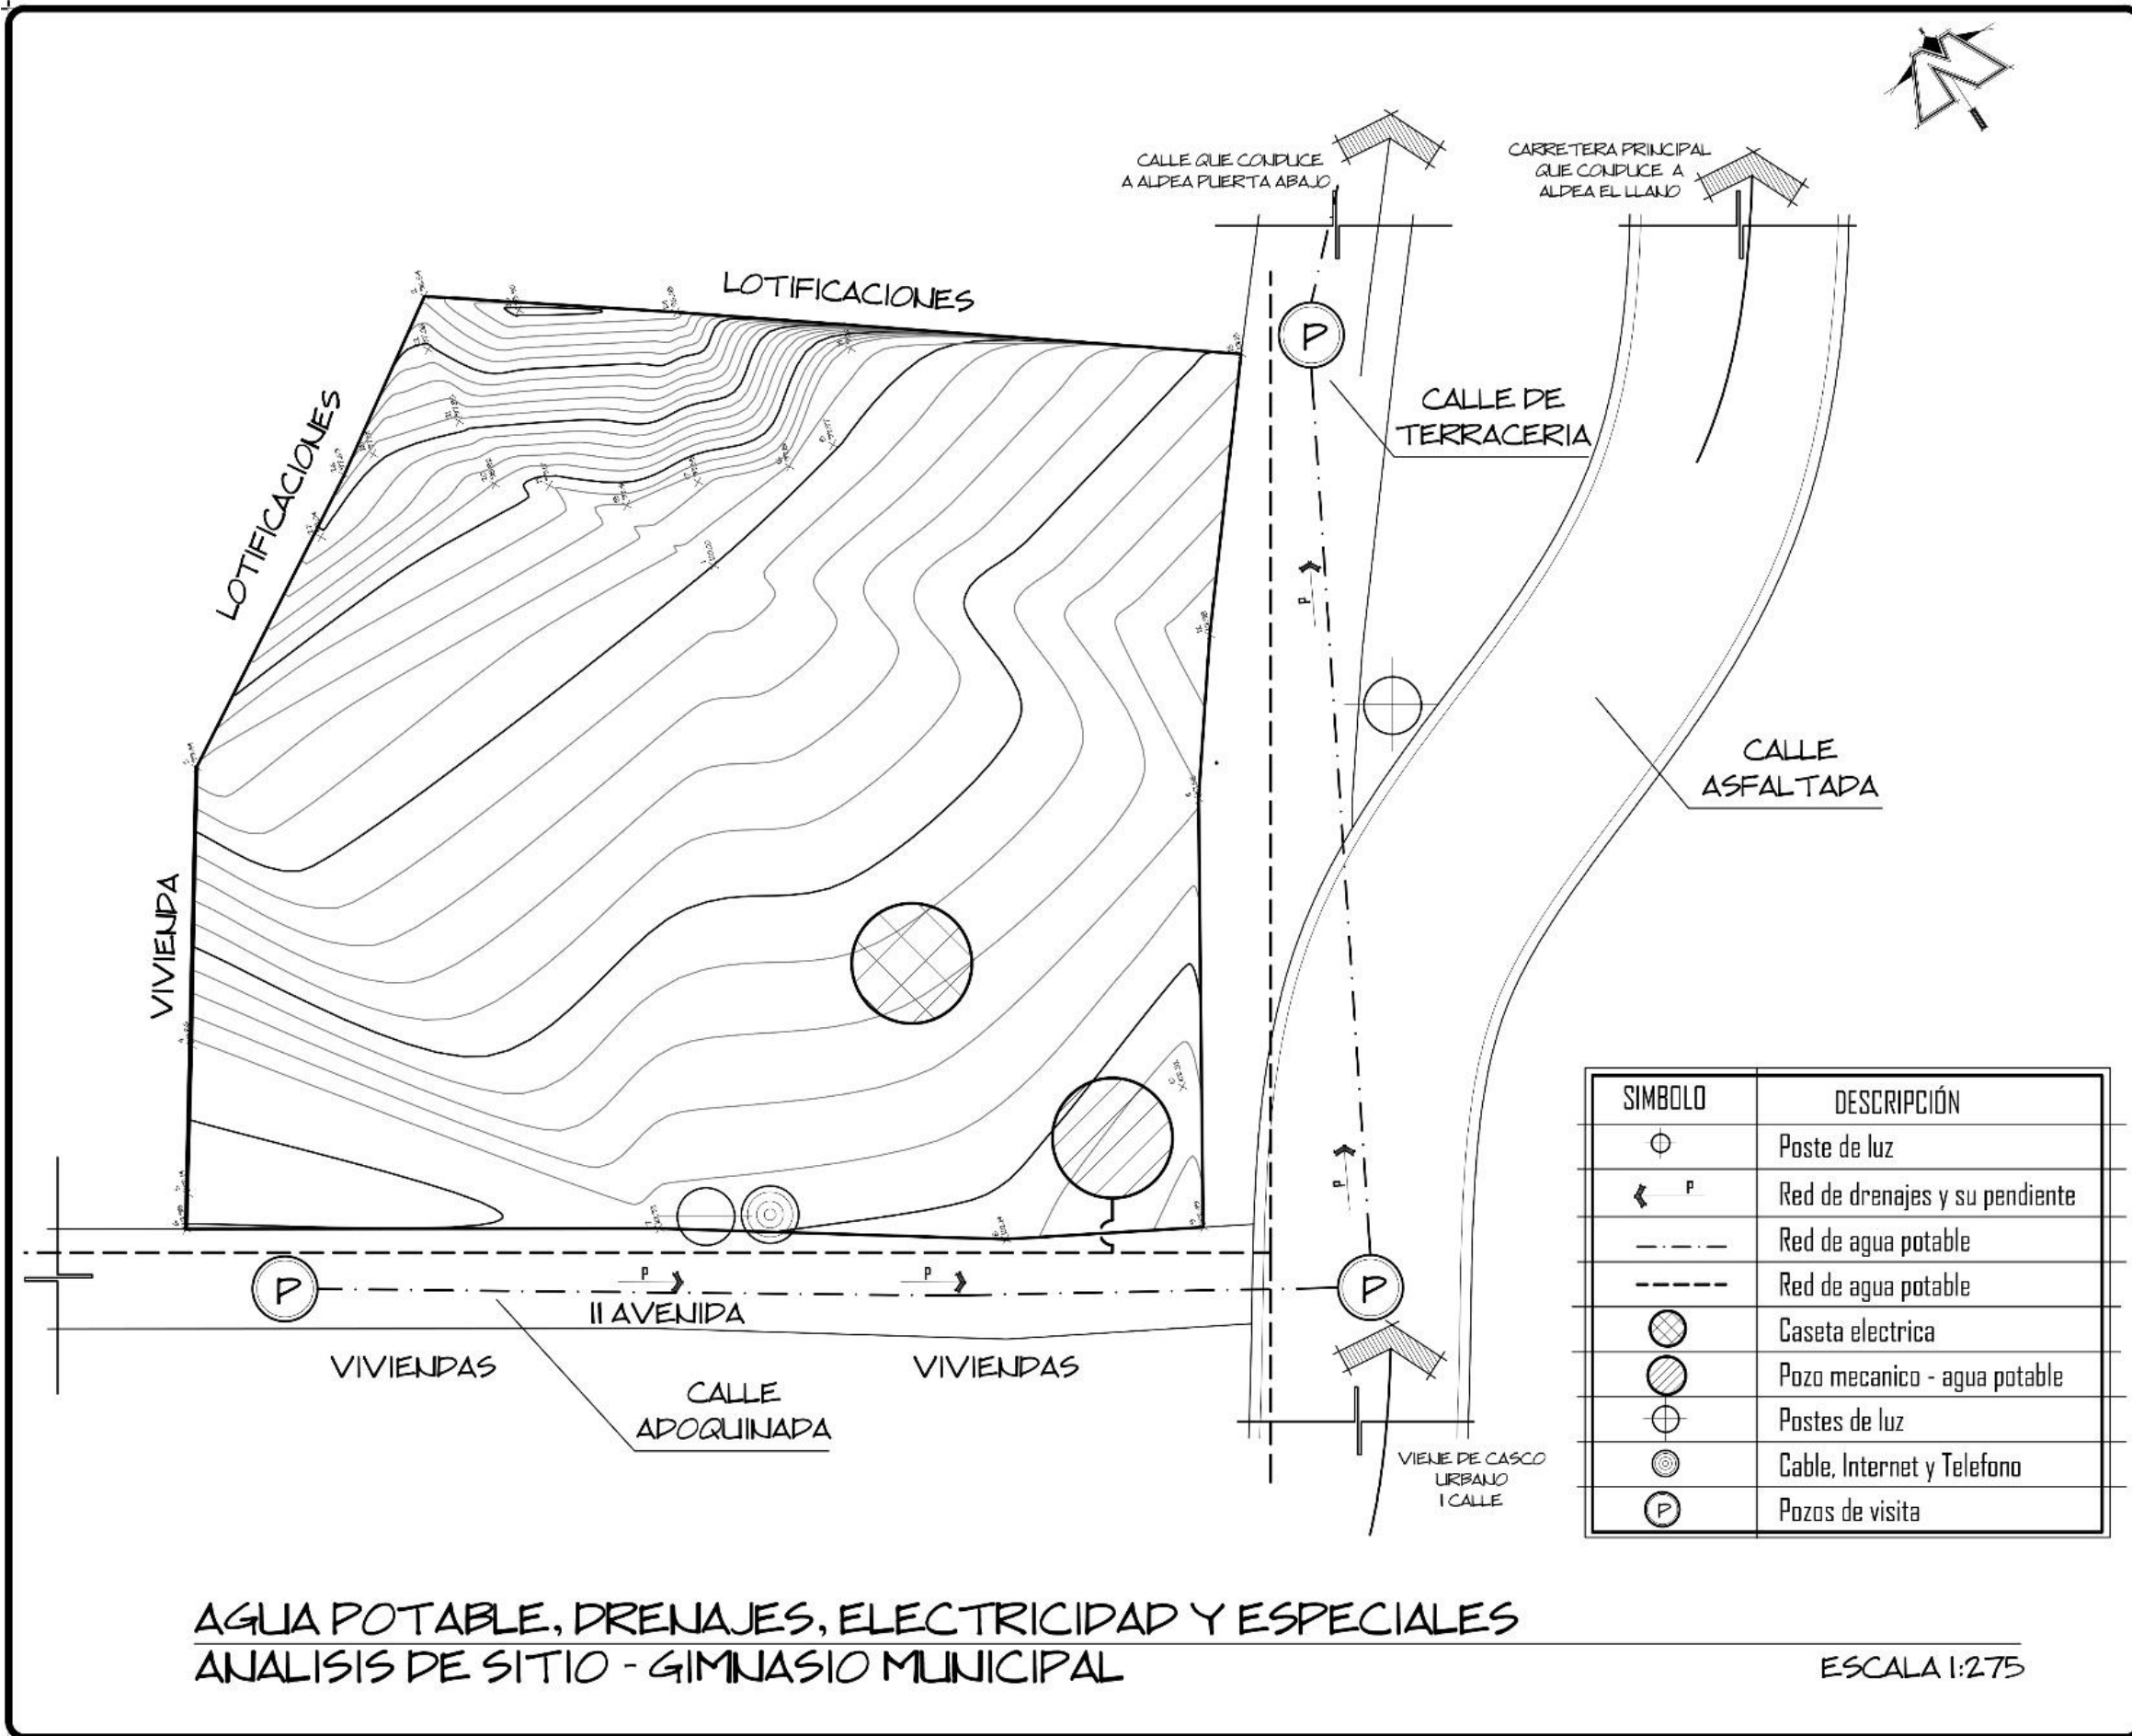 CALLE QUE CONDUCE
A ALDEA PUERTA ABAJO
CARRETERA PRINCIPAL
QUE CONDUCE A
ALDEA EL LLANO
LOTIFICACIONES
LOTIFICACIONES
P
CALLE DE
TERRACERIA
P
CALLE
ASFALTADA
VIVIENDA
P
P
P
P
P
II AVENIDA
VIVIENDAS
VIVIENDAS
CALLE
ADOQUINADA
VIENE DE CASCO
URBANO
I CALLE
SIMBOLO DESCRIPCIÓN
Poste de luz
P Red de drenajes y su pendiente
Red de agua potable
Red de agua potable
Caseta electrica
Pozo mecanico - agua potable
Postes de luz
Cable, Internet y Telefono
P Pozos de visita
AGUA POTABLE, DRENAJES, ELECTRICIDAD Y ESPECIALES
ANALISIS DE SITIO - GIMNASIO MUNICIPAL
ESCALA 1:275